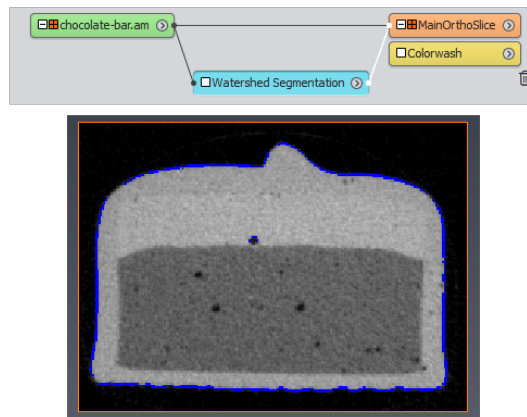 chocolate-bar.am
MainOrthoSlice
Colorwash
Watershed Segmentation